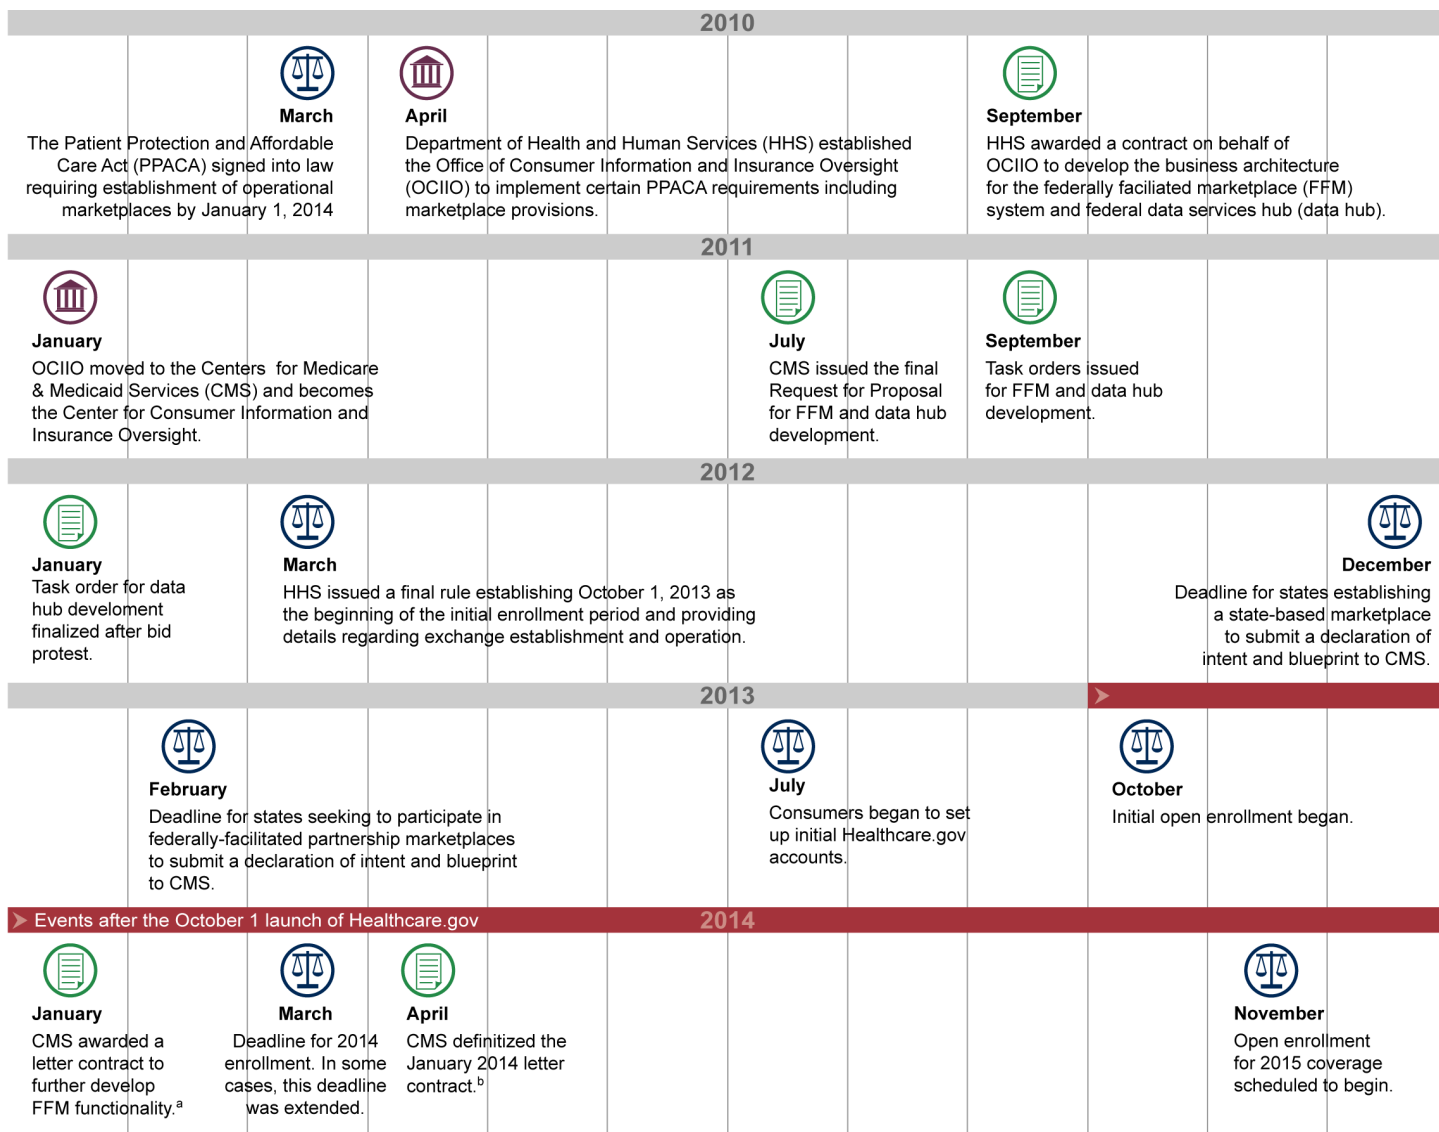 2010
March
The Patient Protection and Affordable
Care Act (PPACA) signed into law
requiring establishment of operational
marketplaces by January 1, 2014
April
Department of Health and Human Services (HHS) established
the Office of Consumer Information and Insurance Oversight
(OCIIO) to implement certain PPACA requirements including
marketplace provisions.
September
HHS awarded a contract on behalf of
OCIIO to develop the business architecture
for the federally faciliated marketplace (FFM)
system and federal data services hub (data hub).
2011
January
OCIIO moved to the Centers for Medicare
& Medicaid Services (CMS) and becomes
the Center for Consumer Information and
Insurance Oversight.
July
CMS issued the final
Request for Proposal
for FFM and data hub
development.
September
Task orders issued
for FFM and data hub
development.
2012
January
Task order for data
hub develoment
finalized after bid
protest.
March
HHS issued a final rule establishing October 1, 2013 as
the beginning of the initial enrollment period and providing
details regarding exchange establishment and operation.
December
Deadline for states establishing
a state-based marketplace
to submit a declaration of
intent and blueprint to CMS.
2013
February
Deadline for states seeking to participate in
federally-facilitated partnership marketplaces
to submit a declaration of intent and blueprint
to CMS.
July
Consumers began to set
up initial Healthcare.gov
accounts.
October
Initial open enrollment began.
Events after the October 1 launch of Healthcare.gov
2014
January
CMS awarded a
letter contract to
further develop
FFM functionality.a
March
Deadline for 2014
enrollment. In some
cases, this deadline
was extended.
April
CMS definitized the
January 2014 letter
contract.b
November
Open enrollment
for 2015 coverage
scheduled to begin.